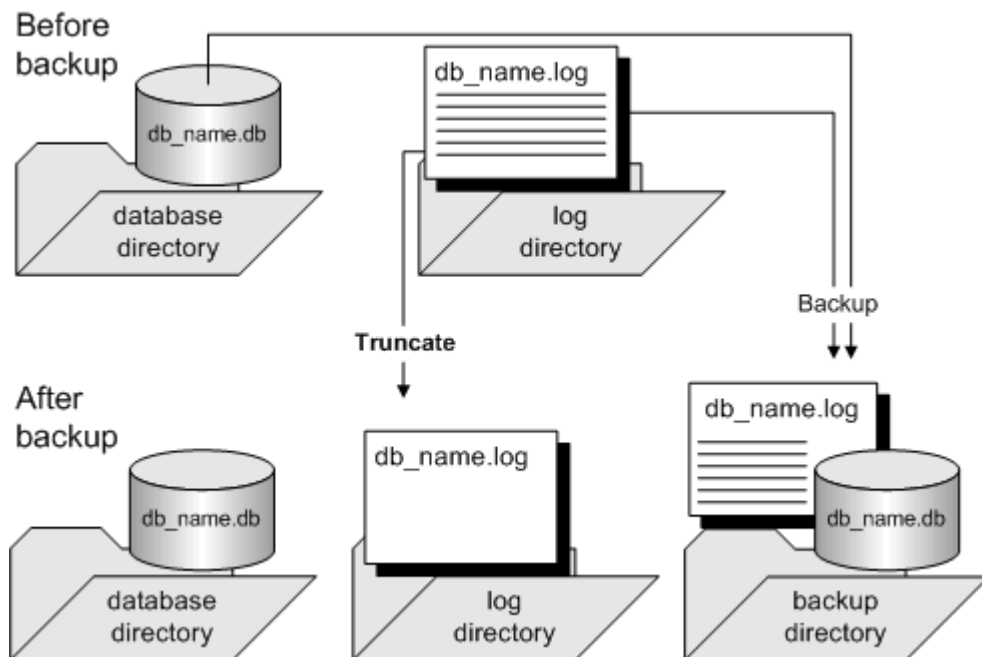 Before
backup
db_name.db
database
directory
db_name.log
log
directory
Backup
Truncate
After
backup
db_name.db
database
directory
db_name.log
log
directory
db_name.log
db_name.db
backup
directory